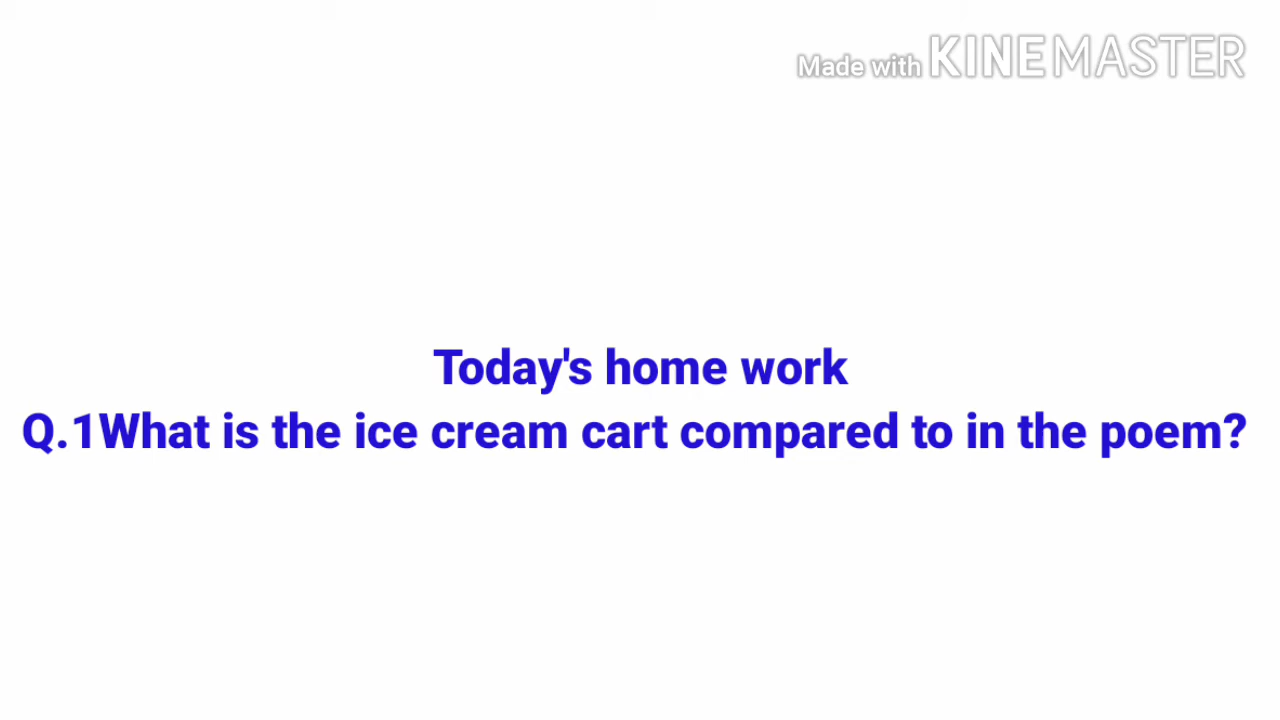 Made with KINEMASTER
Today's home work
Q.1What is the ice cream cart compared to in the poem?